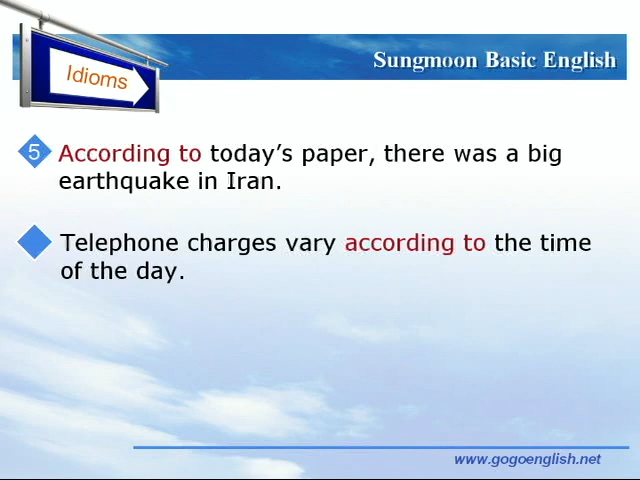 Idioms
Sungmoon Basic English
5
According to today's paper, there was a big
earthquake in Iran.
Telephone charges vary according to the time
of the day.
www.gogoenglish.net